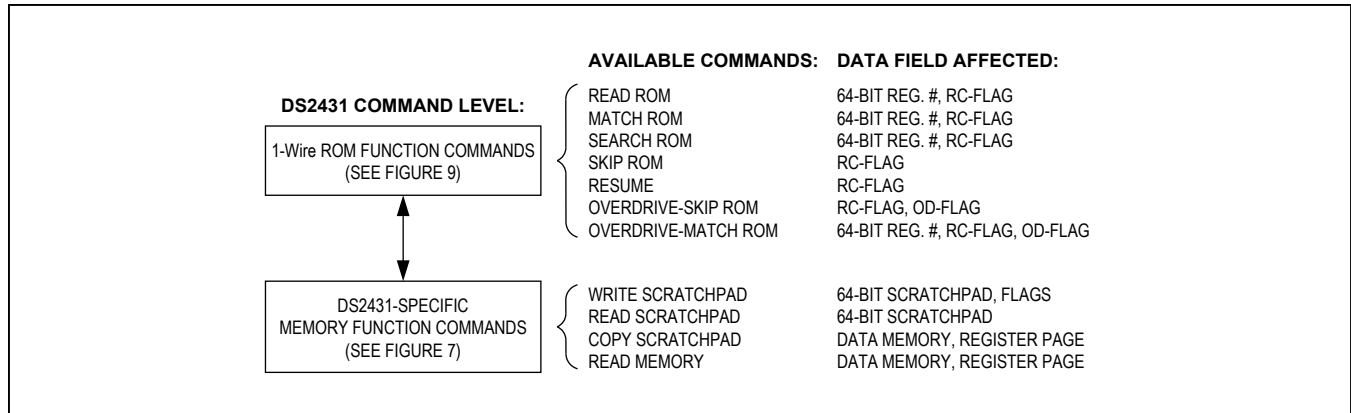 AVAILABLE COMMANDS: DATA FIELD AFFECTED:
DS2431 COMMAND LEVEL:
1-Wire ROM FUNCTION COMMANDS
(SEE FIGURE 9)
READ ROM 64-BIT REG. #, RC-FLAG
MATCH ROM 64-BIT REG. #, RC-FLAG
SEARCH ROM 64-BIT REG. #, RC-FLAG
SKIP ROM RC-FLAG
RESUME RC-FLAG
OVERDRIVE-SKIP ROM RC-FLAG, OD-FLAG
OVERDRIVE-MATCH ROM 64-BIT REG. #, RC-FLAG, OD-FLAG
DS2431-SPECIFIC
MEMORY FUNCTION COMMANDS
(SEE FIGURE 7)
WRITE SCRATCHPAD 64-BIT SCRATCHPAD, FLAGS
READ SCRATCHPAD 64-BIT SCRATCHPAD
COPY SCRATCHPAD DATA MEMORY, REGISTER PAGE
READ MEMORY DATA MEMORY, REGISTER PAGE